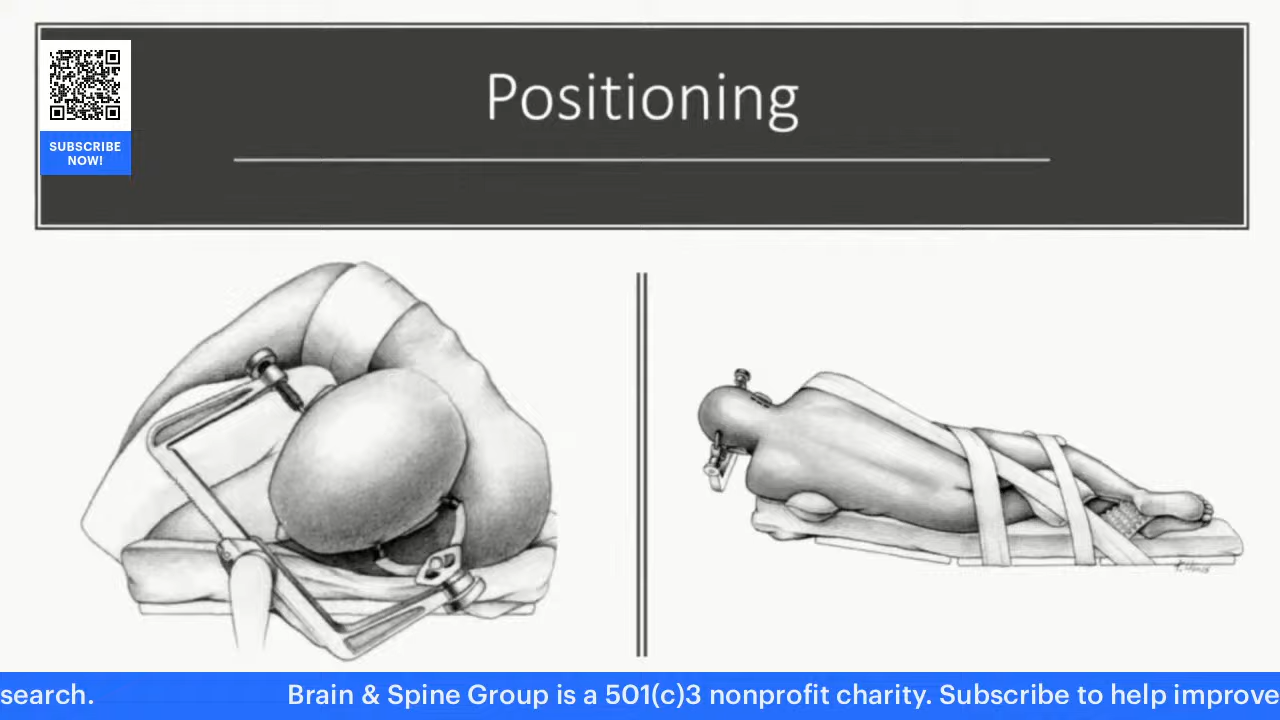 Positioning
SUBSCRIBE
NOW!
search. Brain & Spine Group is a 501(c)3 nonprofit charity. Subscribe to help improve